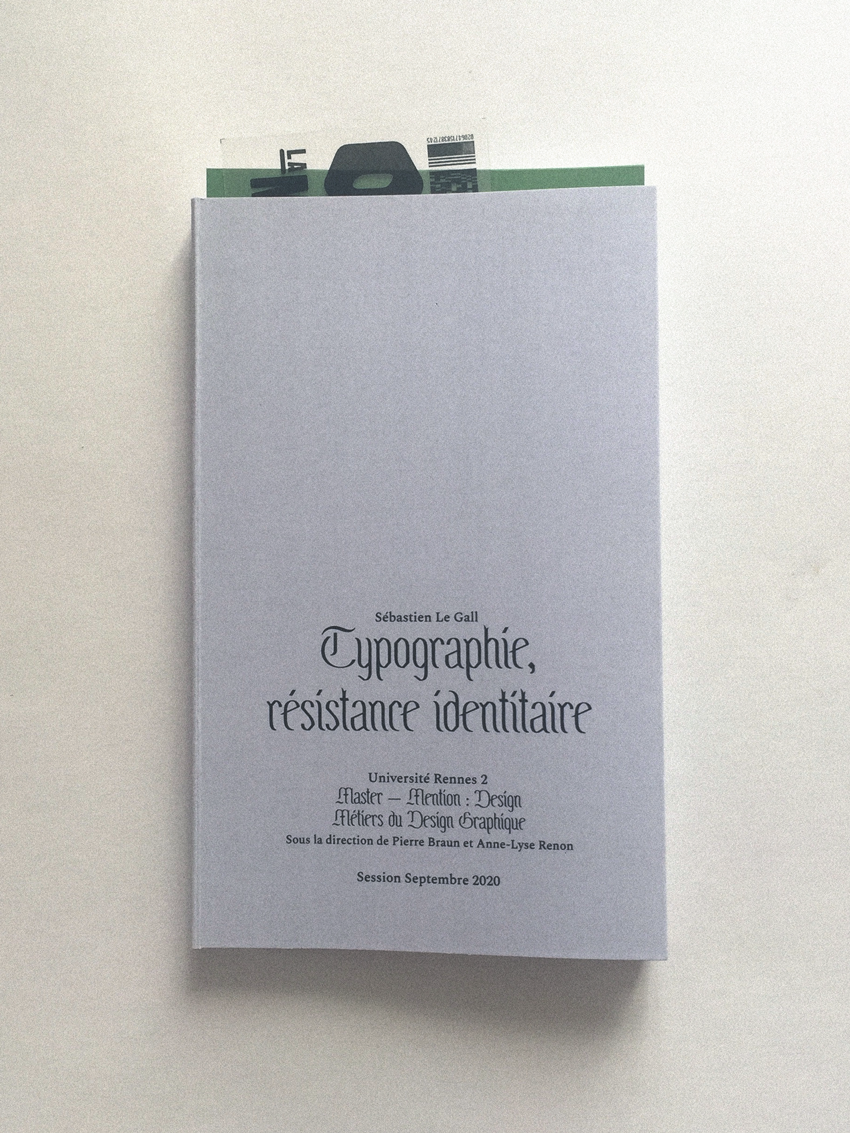 LA
Sébastien Le Gall
Typographie,
résistance identitaire
Université Rennes 2
Master — Mention : Design
Métiers du Design Graphique
Sous la direction de Pierre Braun et Anne-Lyse Renon
Session Septembre 2020